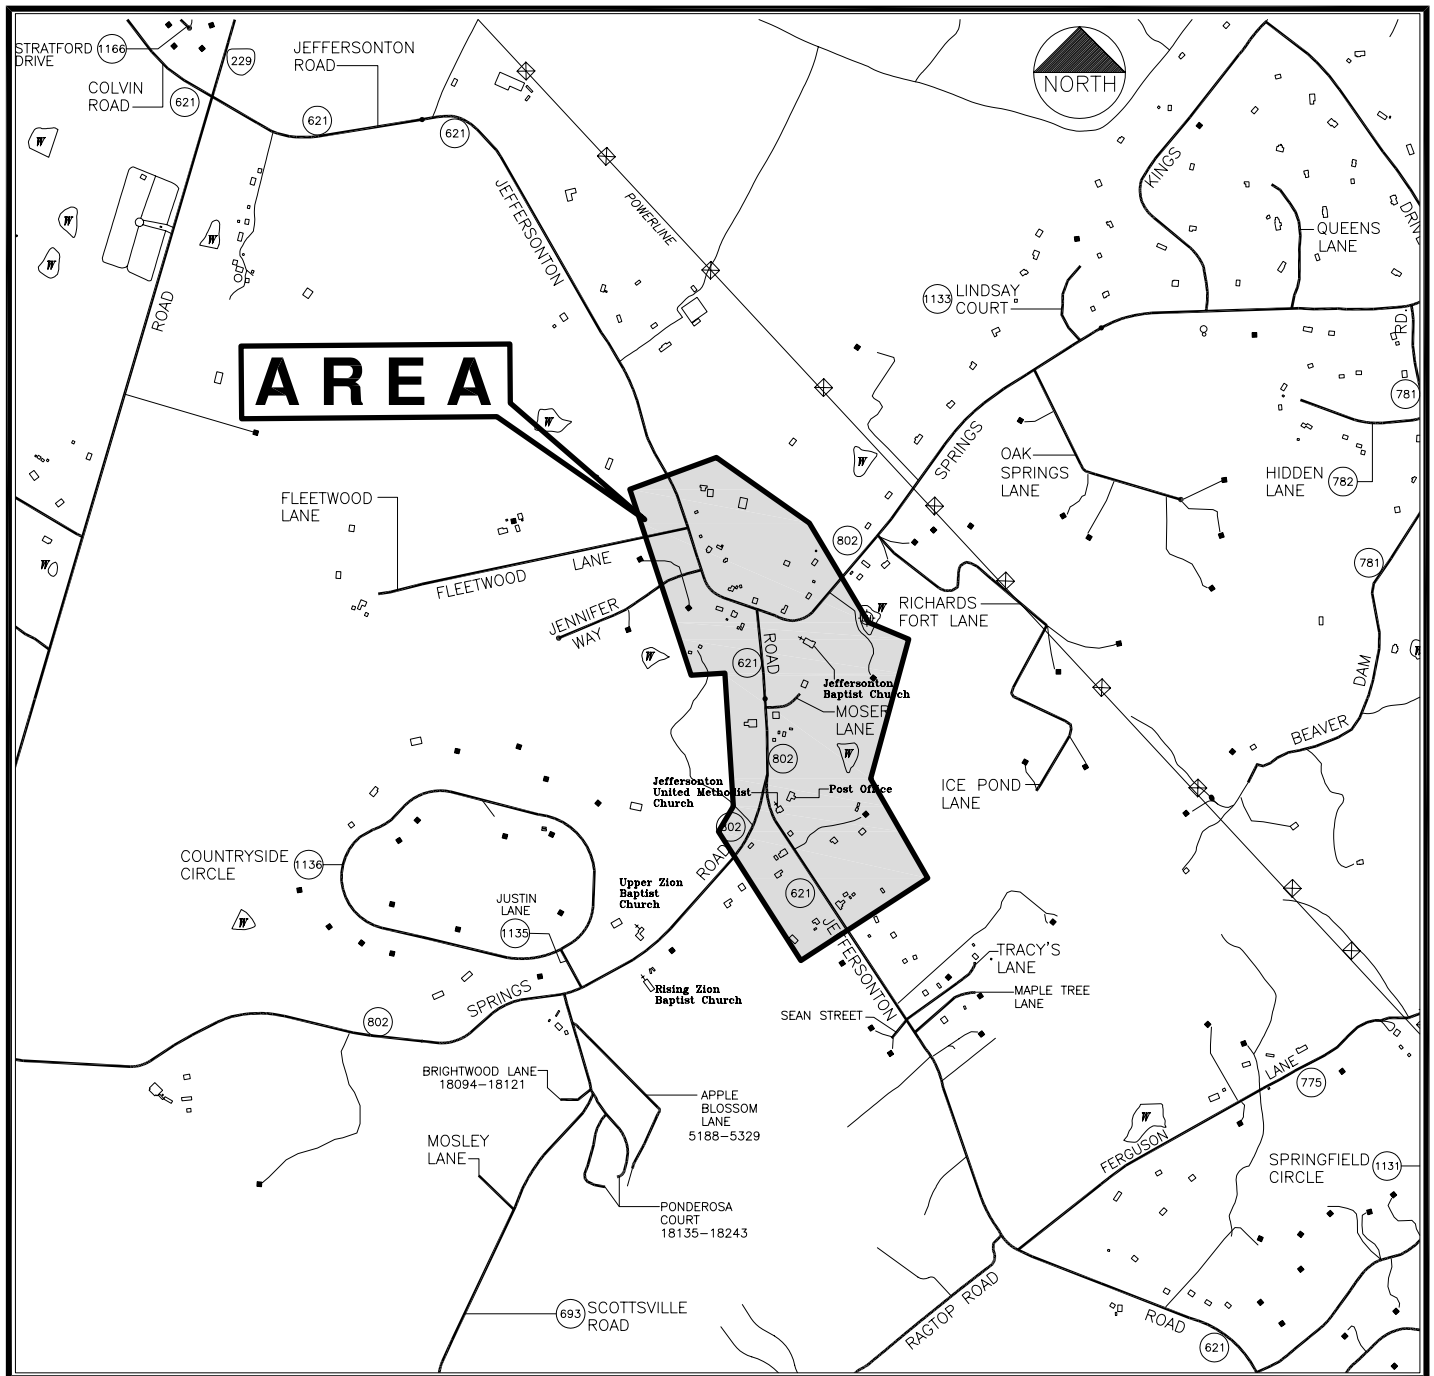 STRATFORD
DRIVE
1166
229
JEFFERSONTON
ROAD
COLVIN
ROAD
621
621
621
NORTH
W
W
W
W
JEFFERSONTON
POWERLINE
KINGS
DRIVE
QUEENS
LANE
1133
LINDSAY
COURT
ROAD
RD.
AREA
781
W
W
SPRINGS
OAK
SPRINGS
LANE
HIDDEN
LANE
782
FLEETWOOD
LANE
802
781
W
FLEETWOOD LANE
RICHARDS
FORT LANE
W
JENNIFER
WAY
W
ROAD
621
Jeffersonton
Baptist Church
DAM
W
MOSER
LANE
BEAVER
802
W
Jeffersonton
United Methodist
Church
Post Office
ICE POND
LANE
802
COUNTRYSIDE
CIRCLE
1136
ROAD
Upper Zion
Baptist
Church
621
JUSTIN
LANE
1135
W
JEFFERSONTON
TRACY'S
LANE
SPRINGS
Rising Zion
Baptist Church
MAPLE TREE
LANE
SEAN STREET
802
BRIGHTWOOD LANE
18094-18121
LANE
775
APPLE
BLOSSOM
LANE
5188-5329
W
FERGUSON
MOSLEY
LANE
SPRINGFIELD
CIRCLE
1131
PONDEROSA
COURT
18135-18243
693
SCOTTSVILLE
ROAD
RAGTOP ROAD
ROAD
621